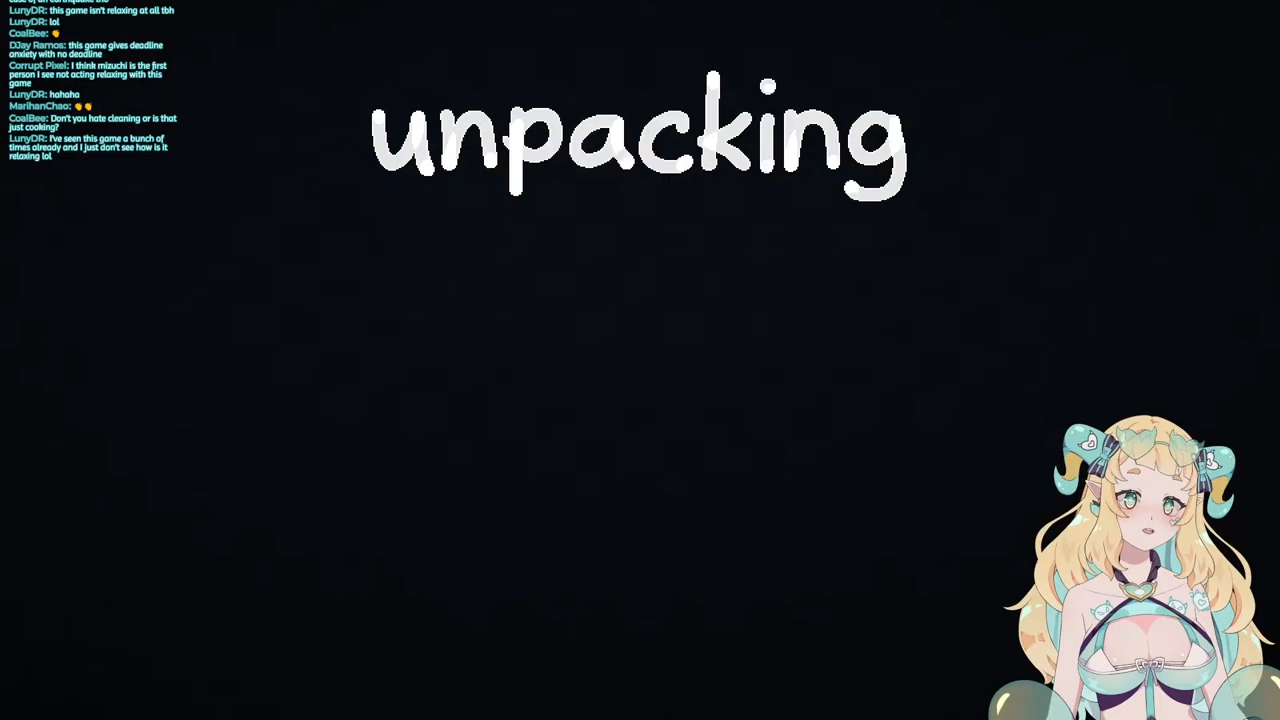 LunyDR: this game isn't relaxing at all tbh
LunyDR: lol
CoalBee: 👏
DJay Ramos: this game gives deadline
anxiety with no deadline
Corrupt Pixel: I think mizuchi is the first
person I see not acting relaxing with this
game
LunyDR: hahaha
MarihanChao: 👏👏
CoalBee: Don't you hate cleaning or is that
just cooking?
LunyDR: I've seen this game a bunch of
times already and I just don't see how is it
relaxing lol
unpacking